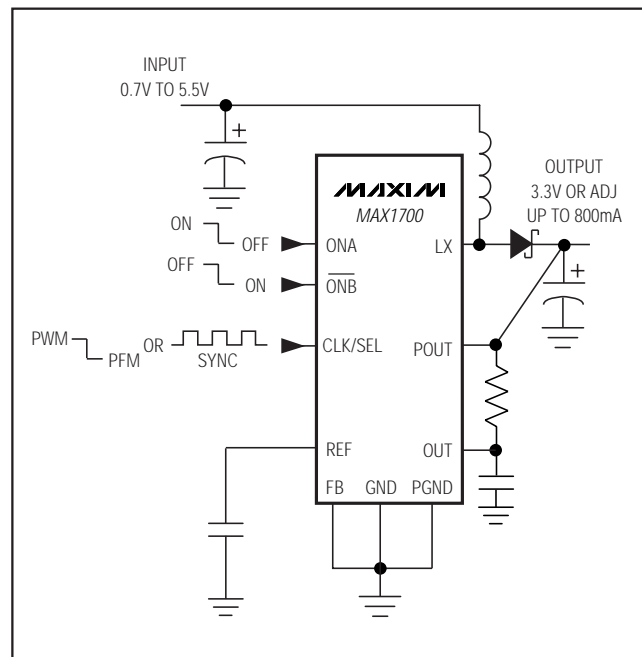 INPUT
0.7V TO 5.5V
+
MAXIM
MAX1700
OUTPUT
3.3V OR ADJ
UP TO 800mA
+
ON
OFF
ONA
LX
OFF
ON
ONB
PWM
PFM
OR
SYNC
CLK/SEL
POUT
REF
OUT
FB GND PGND